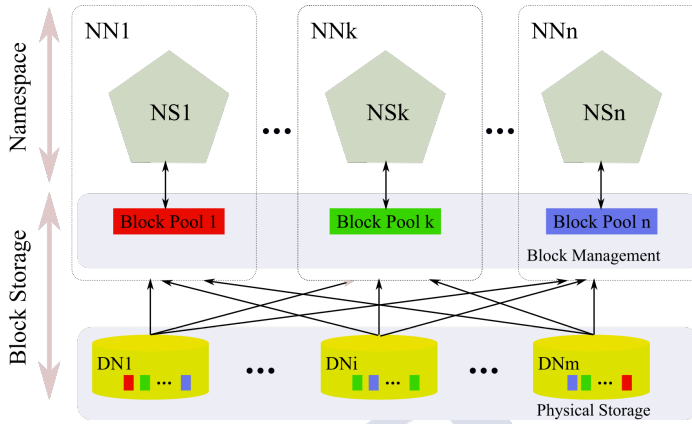 NN1
NNk
NNn
Namespace
NS1
NSk
NSn
•••
•••
Block Storage
Block Pool 1
Block Pool k
Block Pool n
Block Management
DN1
DNi
DNm
•••
•••
•••
•••
•••
Physical Storage